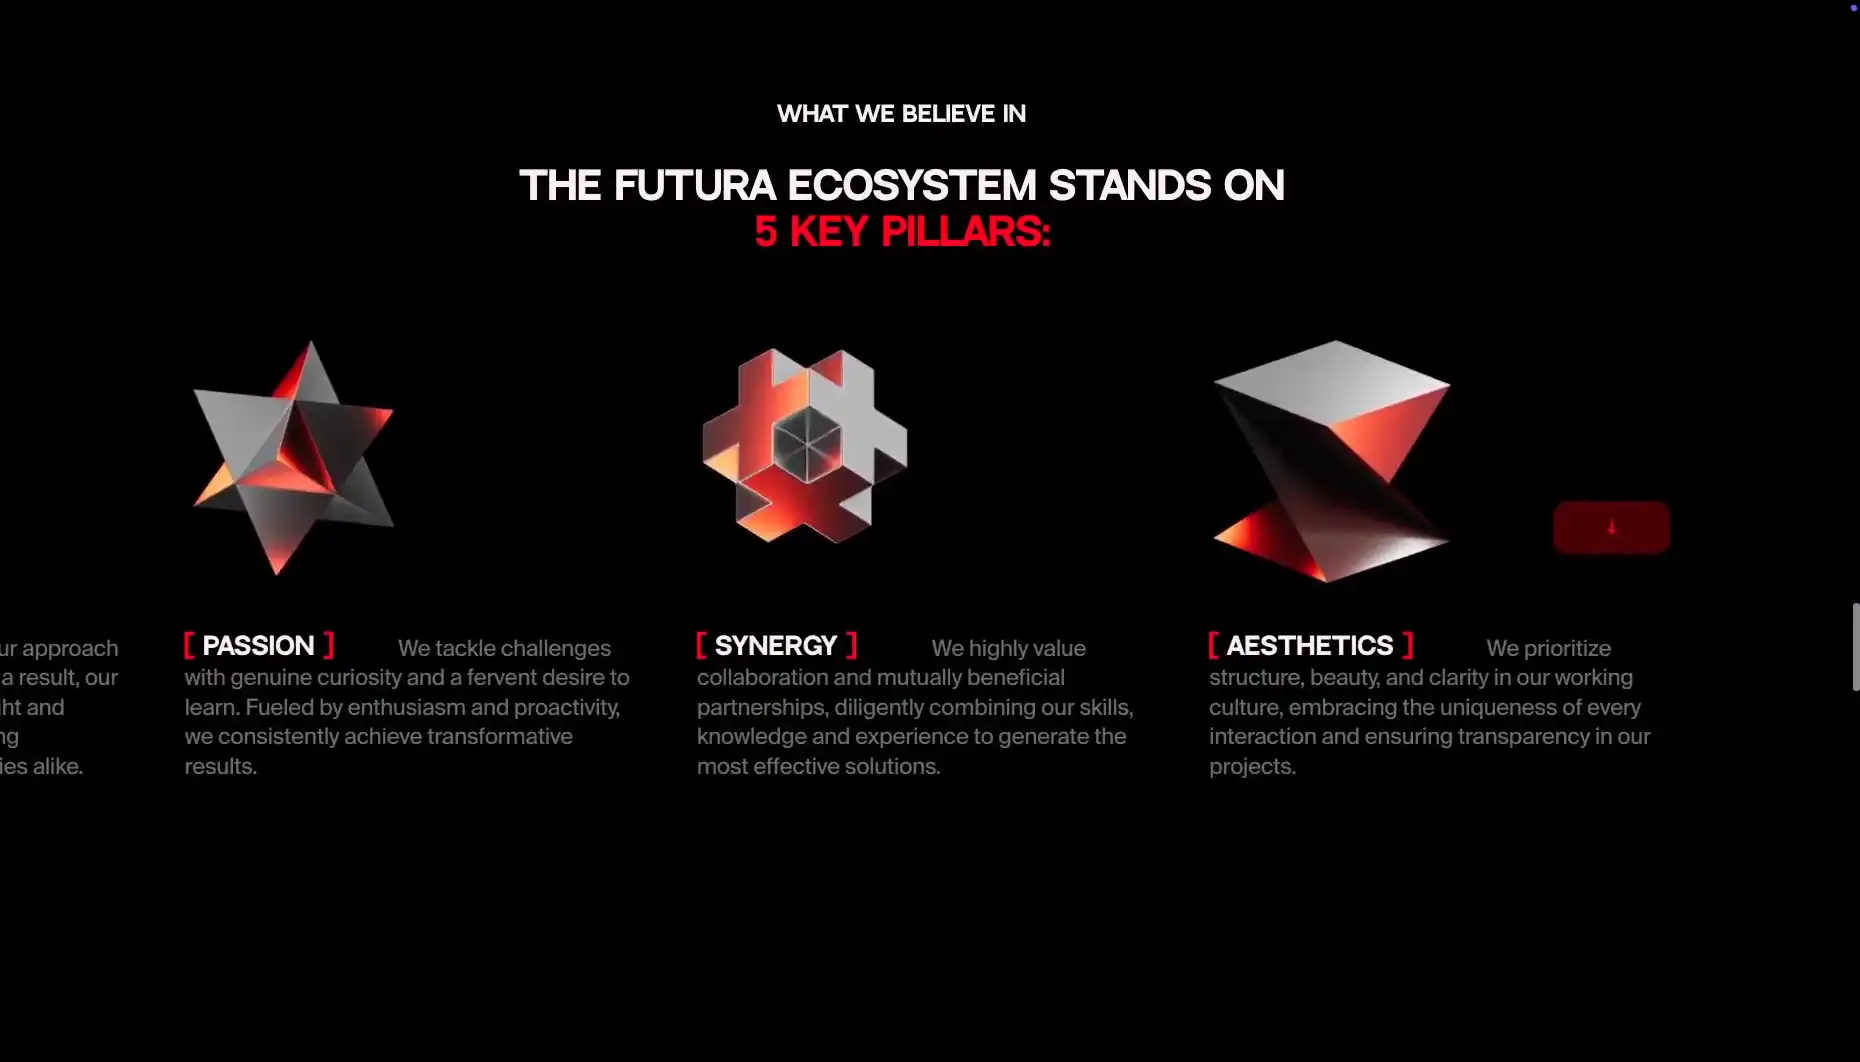 WHAT WE BELIEVE IN
THE FUTURA ECOSYSTEM STANDS ON
5 KEY PILLARS:
approach
a result, our
and
alike.
[ PASSION ] We tackle challenges
with genuine curiosity and a fervent desire to
learn. Fueled by enthusiasm and proactivity,
we consistently achieve transformative
results.
[ SYNERGY ] We highly value
collaboration and mutually beneficial
partnerships, diligently combining our skills,
knowledge and experience to generate the
most effective solutions.
[ AESTHETICS ] We prioritize
structure, beauty, and clarity in our working
culture, embracing the uniqueness of every
interaction and ensuring transparency in our
projects.